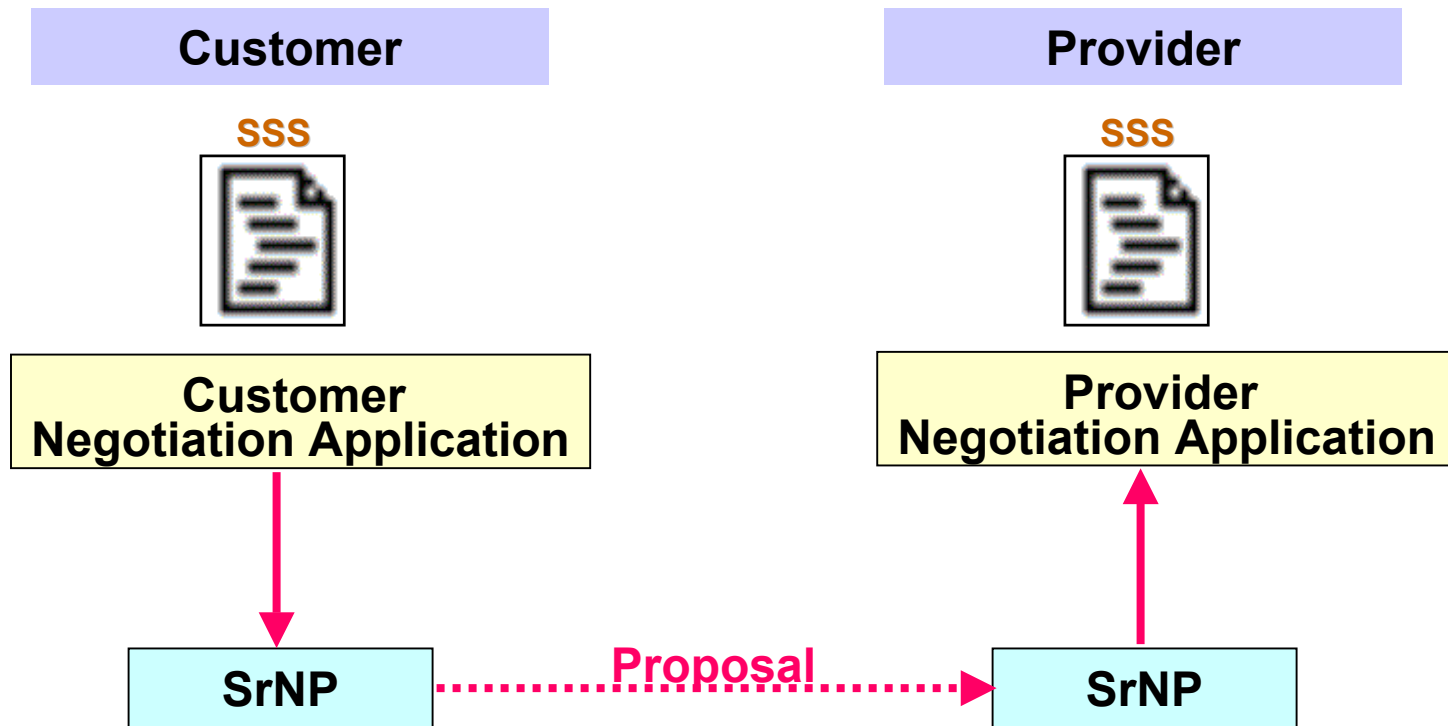 Customer
Provider
SSS
SSS
Customer
Negotiation Application
Provider
Negotiation Application
SrNP
Proposal
SrNP